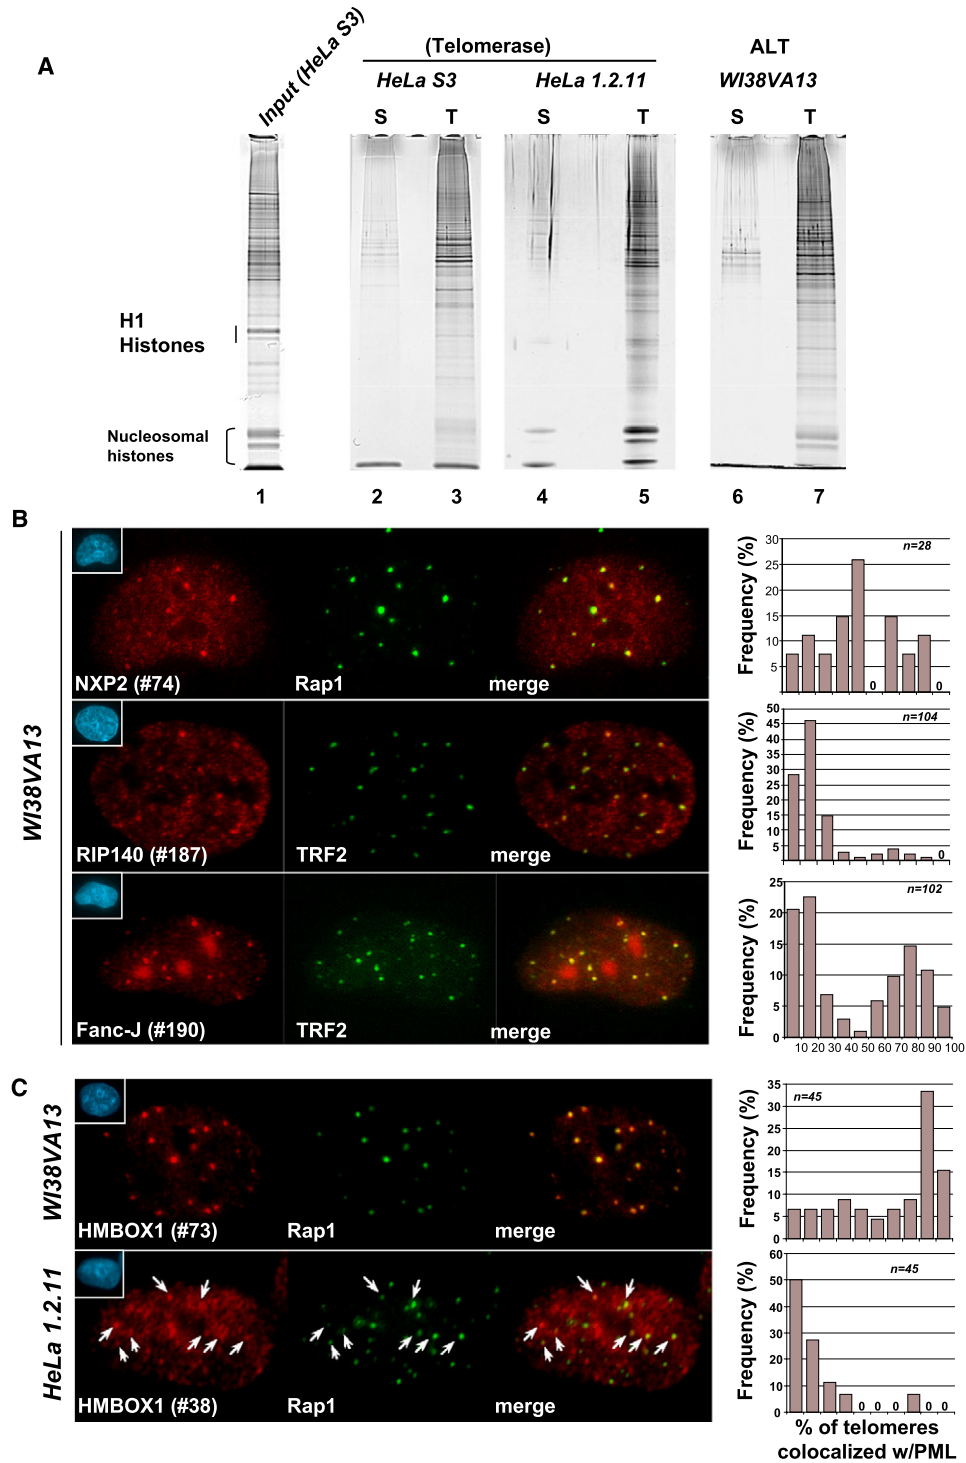 A
Input (HeLa S3)
(Telomerase)
ALT
HeLa S3
HeLa 1.2.11
WI38VA13
S
T
S
T
S
T
H1
Histones
Nucleosomal
histones
1
2
3
4
5
6
7
B
WI38VA13
NXP2 (#74)
Rap1
merge
Frequency (%)
n=28
30
25
20
15
10
5
0
0
RIP140 (#187)
TRF2
merge
Frequency (%)
n=104
50
45
40
35
30
25
20
15
10
5
0
Fanc-J (#190)
TRF2
merge
Frequency (%)
n=102
25
20
15
10
5
0
10 20 30 40 50 60 70 80 90 100
C
WI38VA13
HMBOX1 (#73)
Rap1
merge
Frequency (%)
n=45
35
30
25
20
15
10
5
0
HeLa 1.2.11
HMBOX1 (#38)
Rap1
merge
Frequency (%)
n=45
60
50
40
30
20
10
0
0 0 0 0 0
% of telomeres
colocalized w/PML